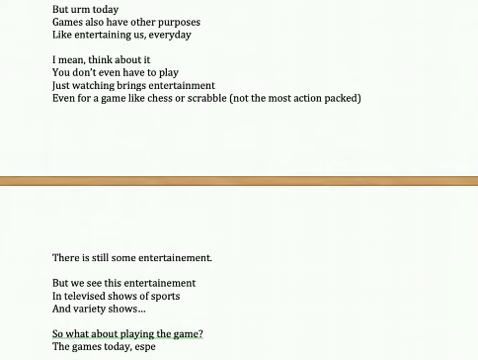 But urm today
Games also have other purposes
Like entertaining us, everyday
I mean, think about it
You don't even have to play
Just watching brings entertainment
Even for a game like chess or scrabble (not the most action packed)
There is still some entertainement.
But we see this entertainement
In televised shows of sports
And variety shows…
So what about playing the game?
The games today, espe